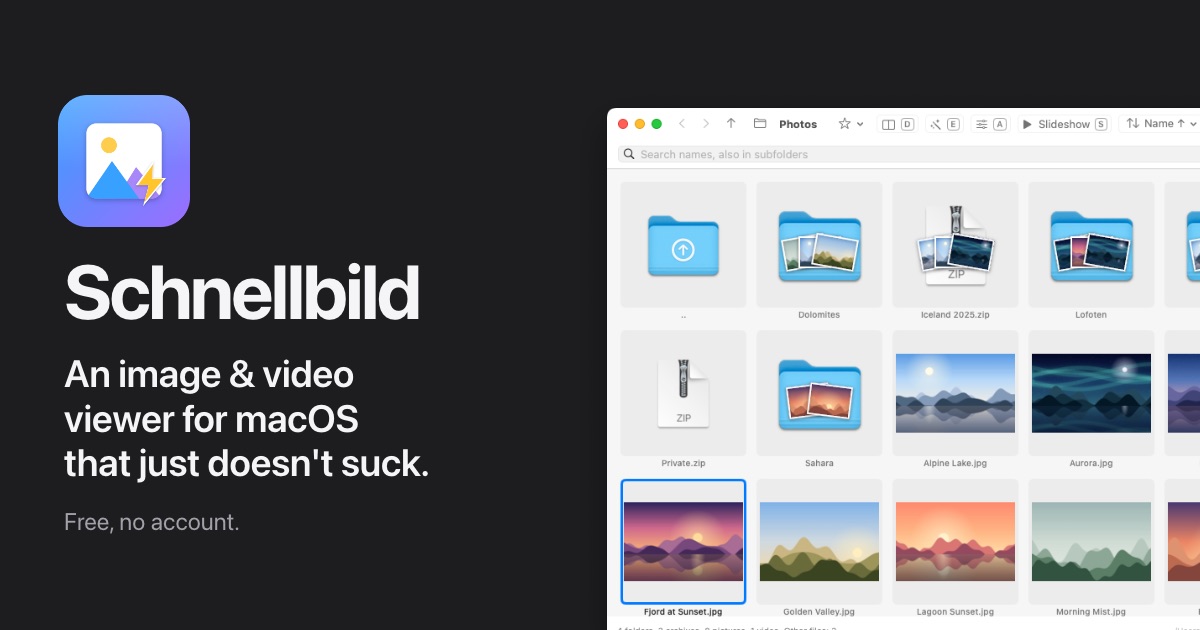 Schnellbild
An image & video
viewer for macOS
that just doesn't suck.
Free, no account.
Photos
D
E
A
Slideshow S
Name
Search names, also in subfolders
ZIP
.. Dolomites Iceland 2025.zip Lofoten
ZIP
Private.zip Sahara Alpine Lake.jpg Aurora.jpg
Fjord at Sunset.jpg Golden Valley.jpg Lagoon Sunset.jpg Morning Mist.jpg